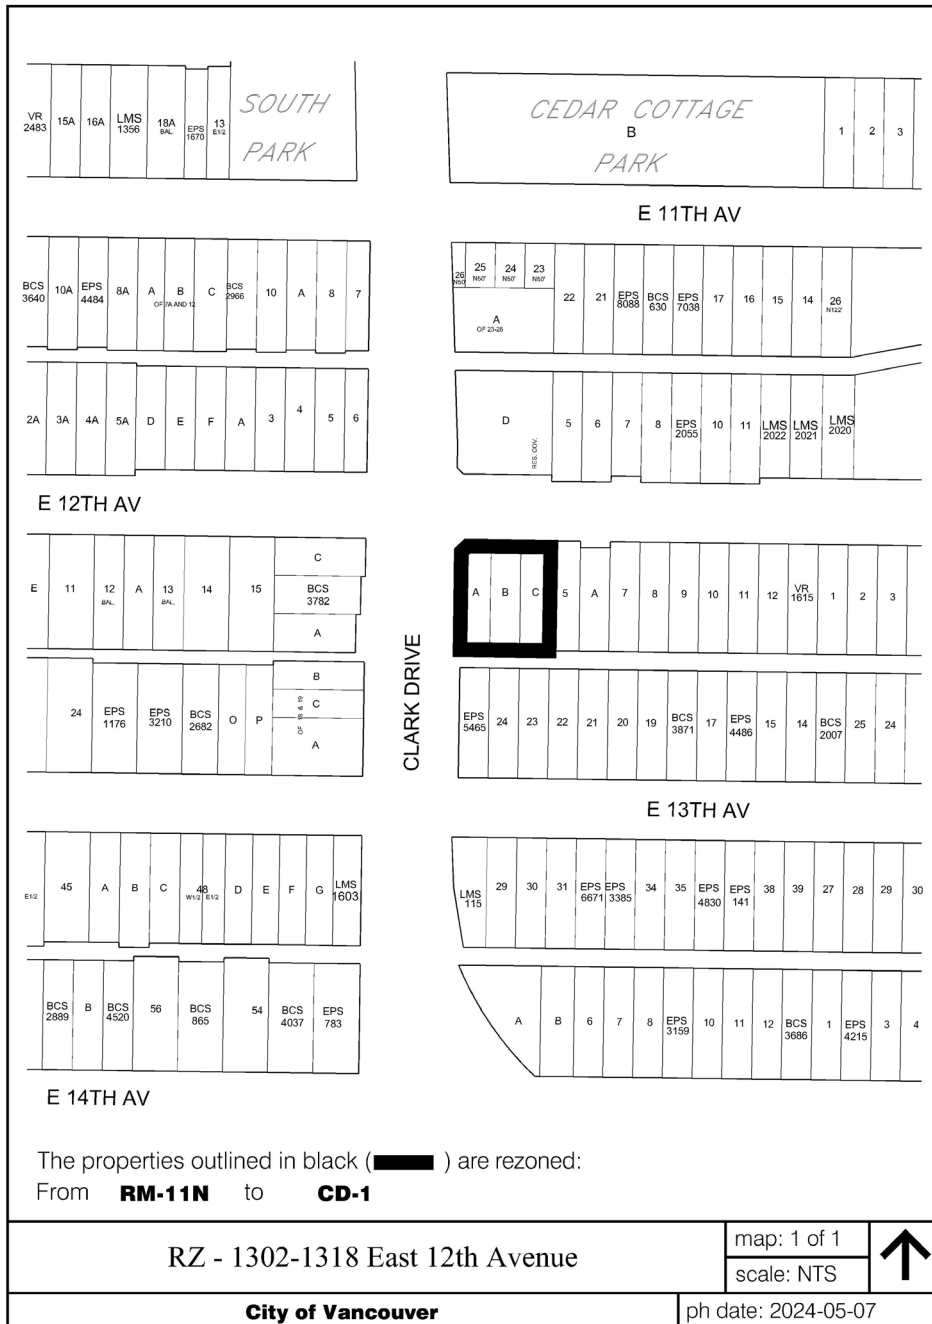 SOUTH
PARK
VR
2483
15A
16A
LMS
1356
18A
BAL.
EPS
1670
13
E1/2
CEDAR COTTAGE
B
PARK
1
2
3
E 11TH AV
BCS
3640
10A
EPS
4484
8A
A
B
C
OF 7A AND 12
BCS
2966
10
A
8
7
26
N50'
25
N50'
24
N50'
23
N50'
A
OF 23-26
22
21
EPS
8088
BCS
630
EPS
7038
17
16
15
14
26
N122'
2A
3A
4A
5A
D
E
F
A
3
4
5
6
D
RES. COV.
5
6
7
8
EPS
2055
10
11
LMS
2022
LMS
2021
LMS
2020
E 12TH AV
E
11
12
BAL.
A
13
BAL.
14
15
C
BCS
3782
A
A
B
C
5
A
7
8
9
10
11
12
VR
1615
1
2
3
CLARK DRIVE
24
EPS
1176
EPS
3210
BCS
2682
O
P
B
C
A
OF 18 & 19
EPS
5465
24
23
22
21
20
19
BCS
3871
17
EPS
4486
15
14
BCS
2007
25
24
E 13TH AV
E1/2
45
A
B
C
48
W1/2
E1/2
D
E
F
G
LMS
1603
LMS
115
29
30
31
EPS
6671
EPS
3385
34
35
EPS
4830
EPS
141
38
39
27
28
29
30
BCS
2889
B
BCS
4520
56
BCS
865
54
BCS
4037
EPS
783
A
B
6
7
8
EPS
3159
10
11
12
BCS
3686
1
EPS
4215
3
4
E 14TH AV
The properties outlined in black ( ) are rezoned:
From RM-11N to CD-1
RZ - 1302-1318 East 12th Avenue
map: 1 of 1
scale: NTS
City of Vancouver
ph date: 2024-05-07